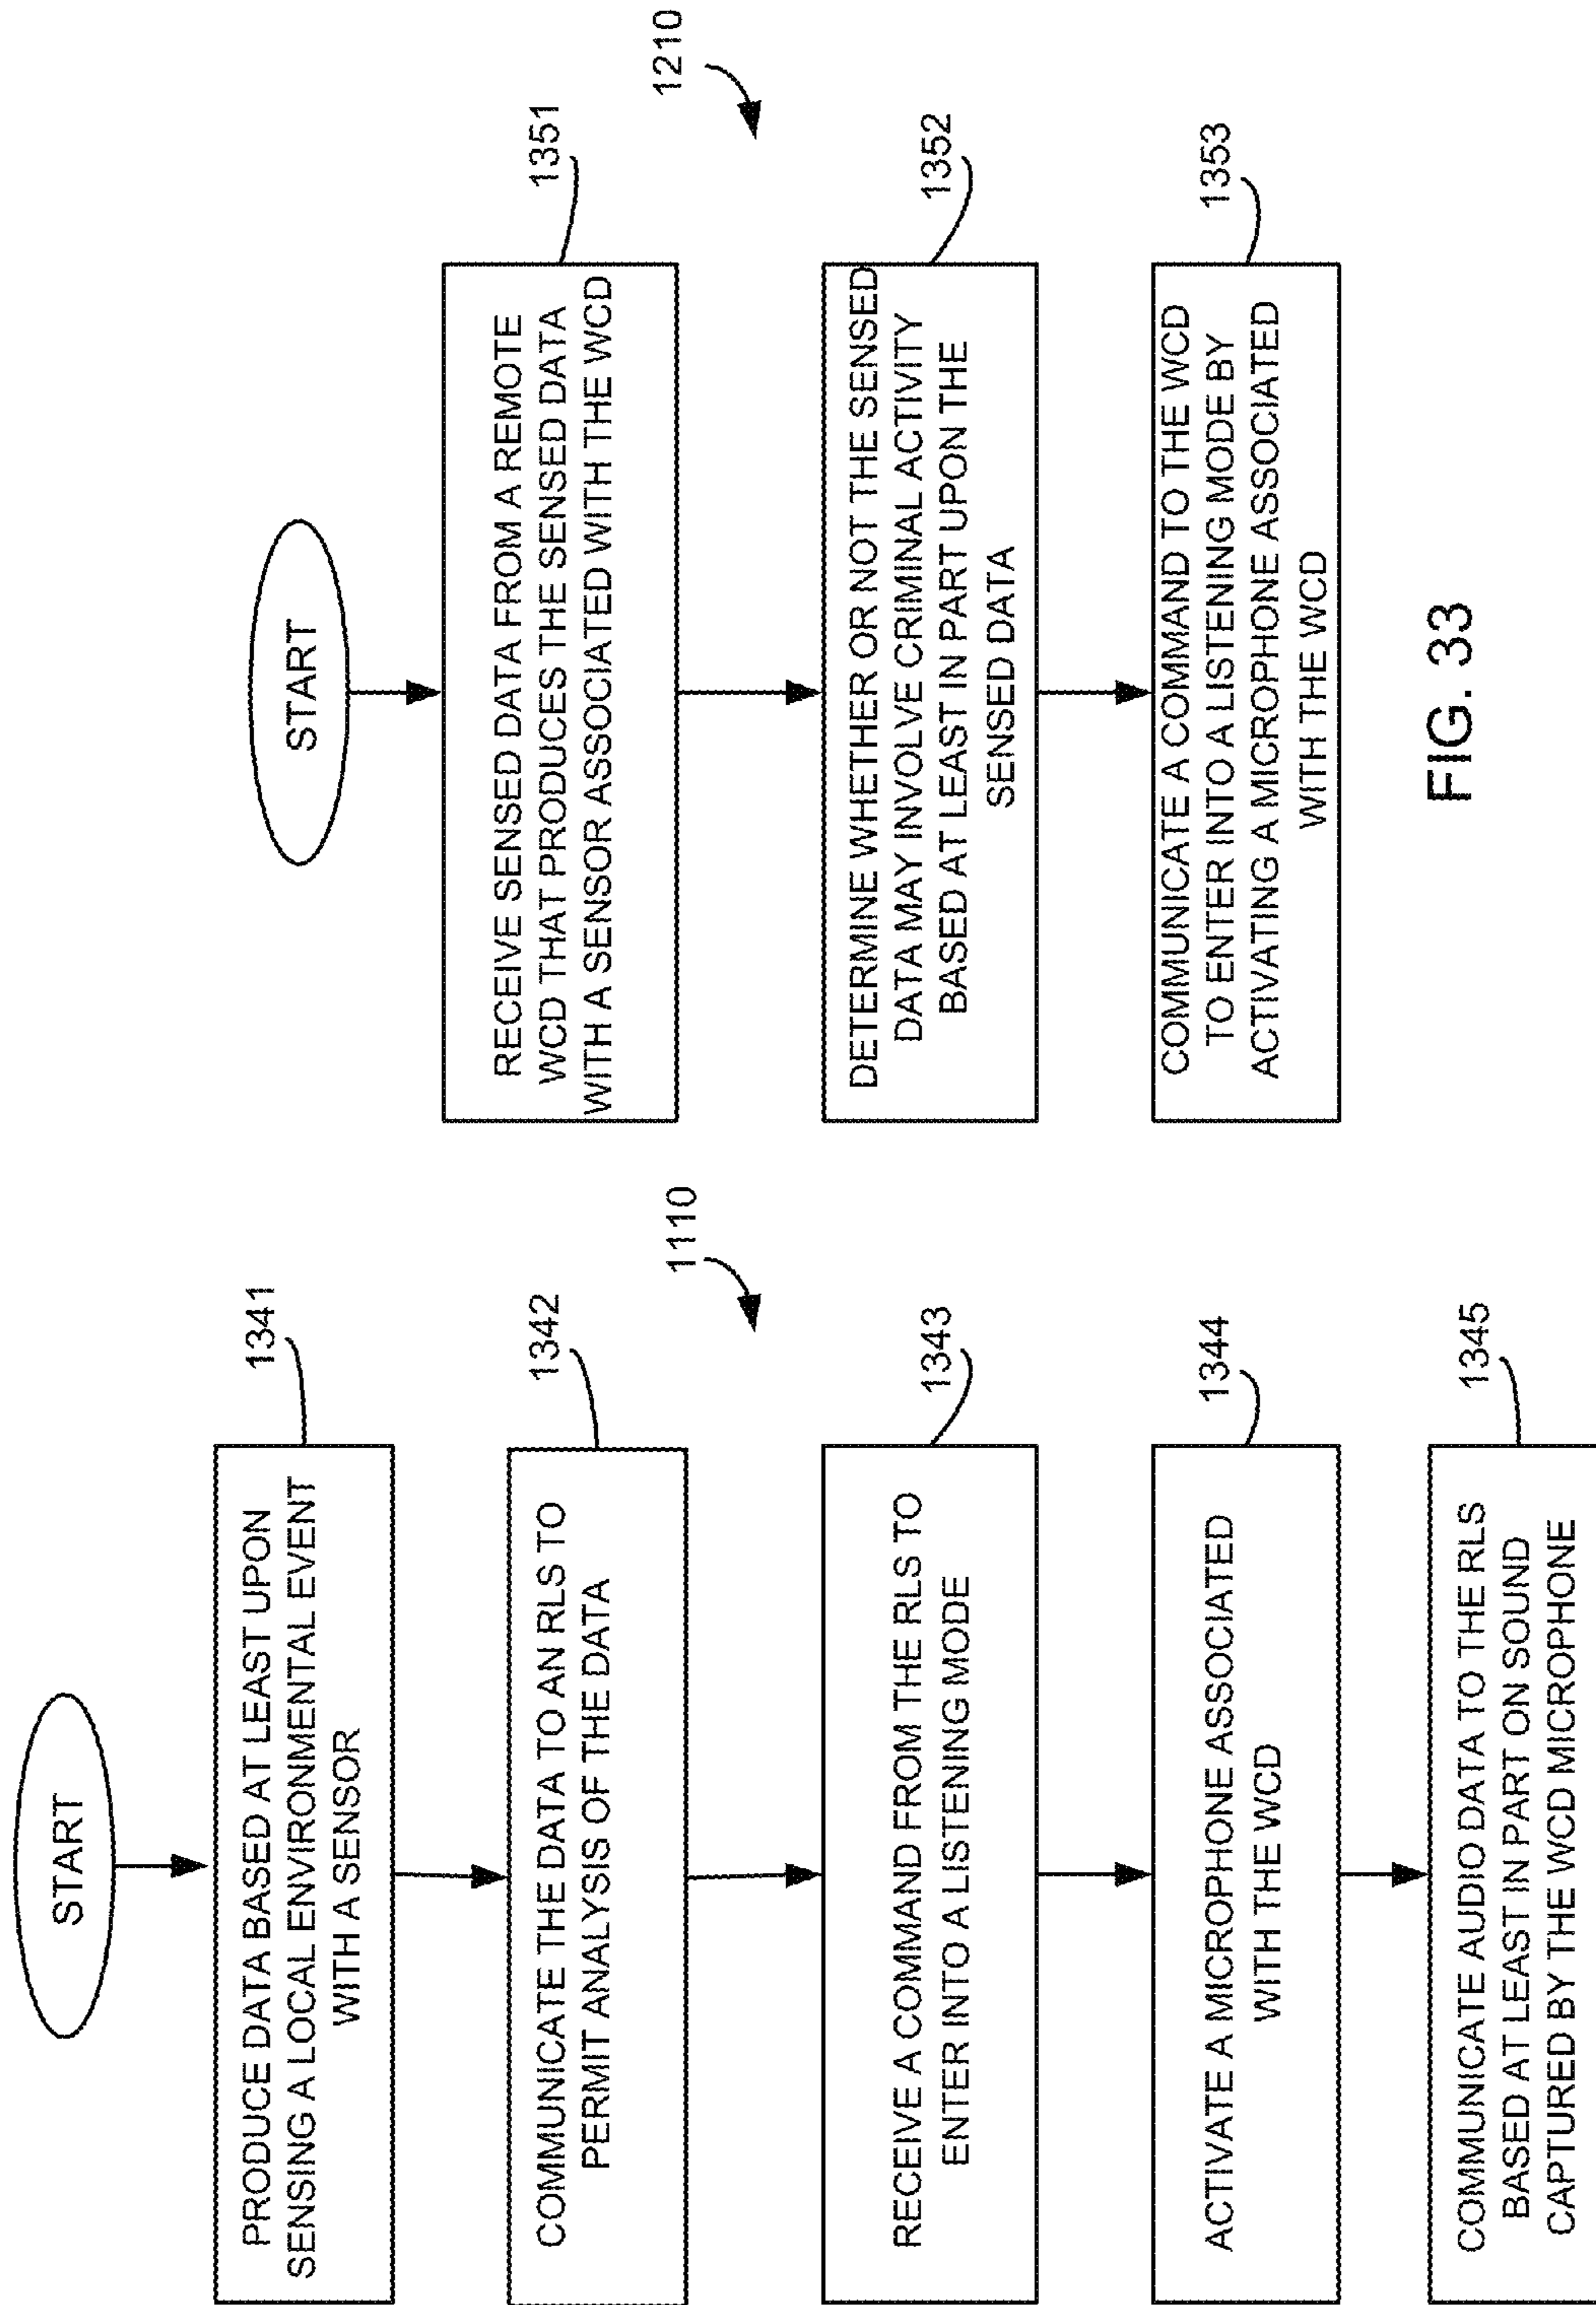 START
1341
PRODUCE DATA BASED AT LEAST UPON
SENSING A LOCAL ENVIRONMENTAL EVENT
WITH A SENSOR
1342
COMMUNICATE THE DATA TO AN RLS TO
PERMIT ANALYSIS OF THE DATA
1110
1343
RECEIVE A COMMAND FROM THE RLS TO
ENTER INTO A LISTENING MODE
1344
ACTIVATE A MICROPHONE ASSOCIATED
WITH THE WCD
1345
COMMUNICATE AUDIO DATA TO THE RLS
BASED AT LEAST IN PART ON SOUND
CAPTURED BY THE WCD MICROPHONE
START
1210
1351
RECEIVE SENSED DATA FROM A REMOTE
WCD THAT PRODUCES THE SENSED DATA
WITH A SENSOR ASSOCIATED WITH THE WCD
1352
DETERMINE WHETHER OR NOT THE SENSED
DATA MAY INVOLVE CRIMINAL ACTIVITY
BASED AT LEAST IN PART UPON THE
SENSED DATA
1353
COMMUNICATE A COMMAND TO THE WCD
TO ENTER INTO A LISTENING MODE BY
ACTIVATING A MICROPHONE ASSOCIATED
WITH THE WCD
FIG. 33